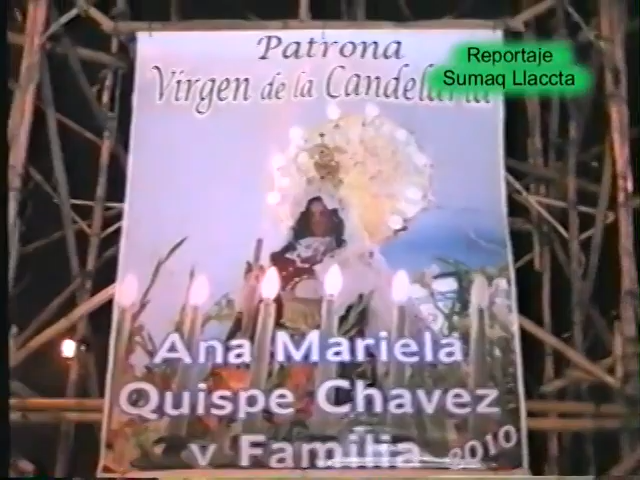 Patrona
Virgen de la Candelaria
Reportaje
Sumaq Llaccta
Ana Mariela
Quispe Chavez
y Familia 2010